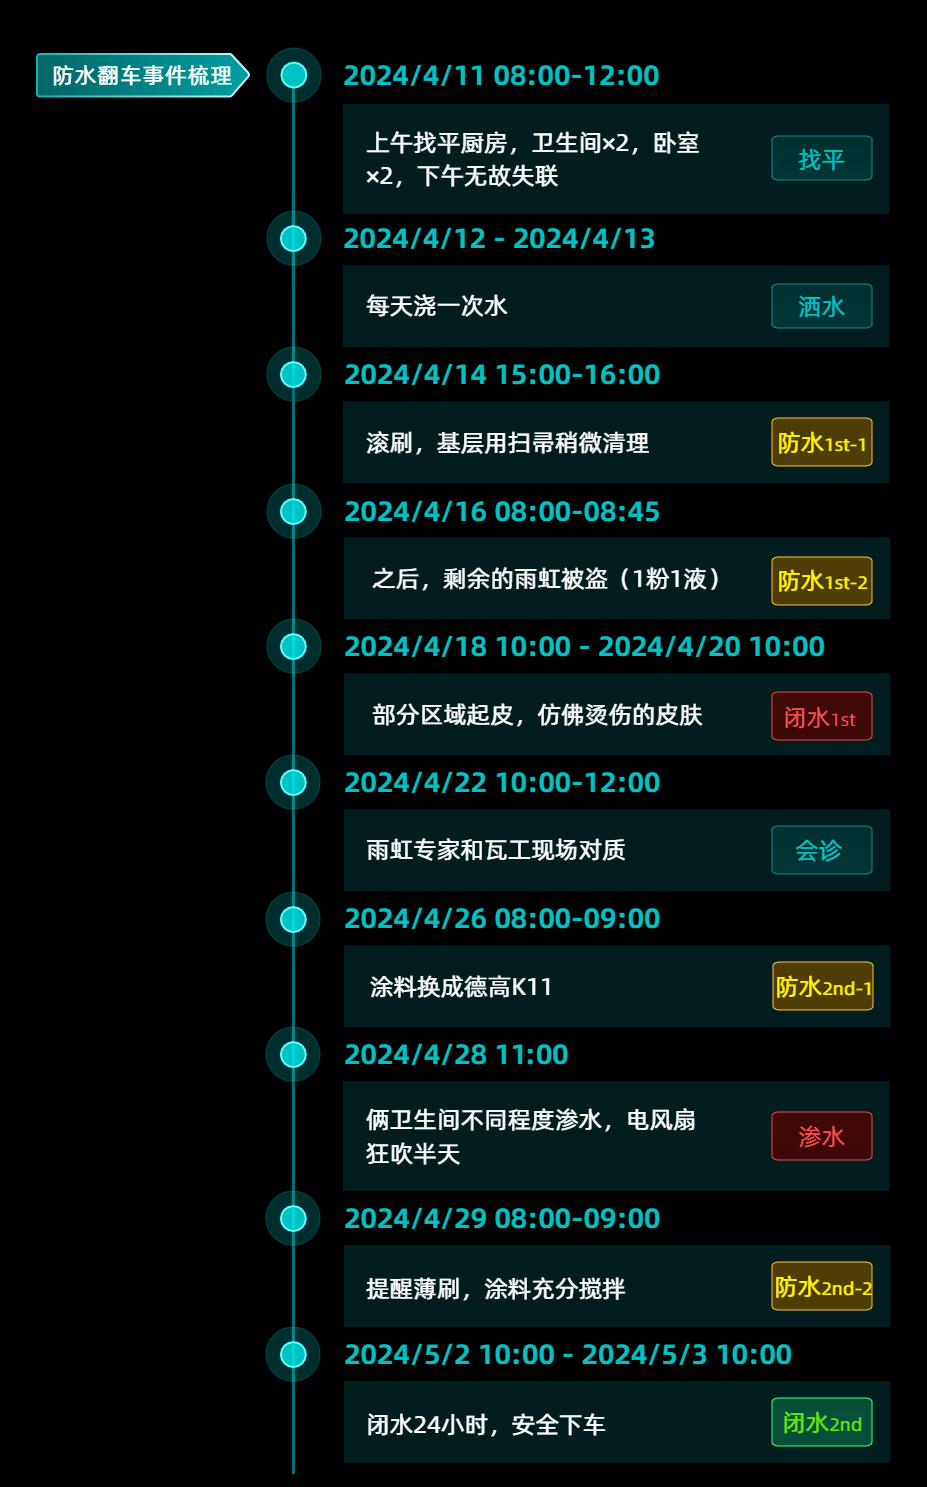 防水翻车事件梳理
2024/4/11 08:00-12:00
上午找平厨房，卫生间×2，卧室
×2，下午无故失联
找平
2024/4/12 - 2024/4/13
每天浇一次水
洒水
2024/4/14 15:00-16:00
滚刷，基层用扫帚稍微清理
防水1st-1
2024/4/16 08:00-08:45
之后，剩余的雨虹被盗（1粉1液）
防水1st-2
2024/4/18 10:00 - 2024/4/20 10:00
部分区域起皮，仿佛烫伤的皮肤
闭水1st
2024/4/22 10:00-12:00
雨虹专家和瓦工现场对质
会诊
2024/4/26 08:00-09:00
涂料换成德高K11
防水2nd-1
2024/4/28 11:00
俩卫生间不同程度渗水，电风扇
狂吹半天
渗水
2024/4/29 08:00-09:00
提醒薄刷，涂料充分搅拌
防水2nd-2
2024/5/2 10:00 - 2024/5/3 10:00
闭水24小时，安全下车
闭水2nd